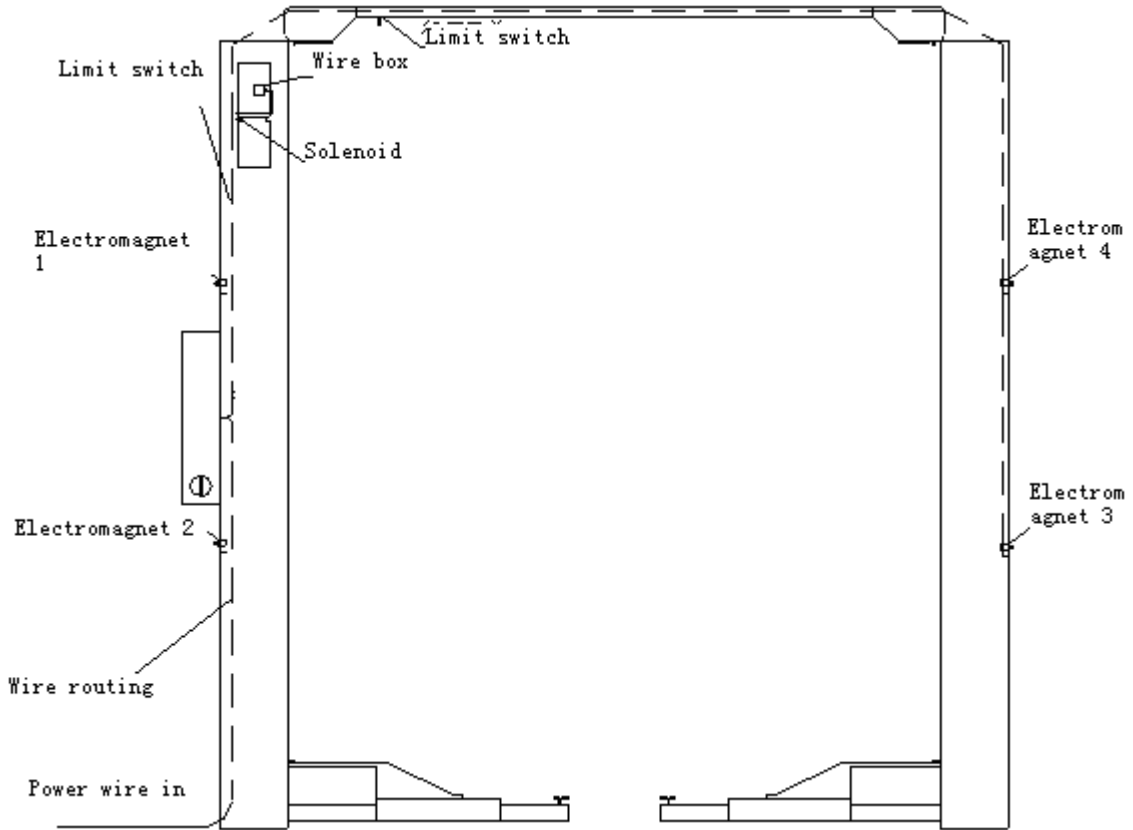 Limit switch
Wire box
Limit switch
Solenoid
Electromagnet
1
Electrom
agnet 4
Electromagnet 2
Electrom
agnet 3
Wire routing
Power wire in